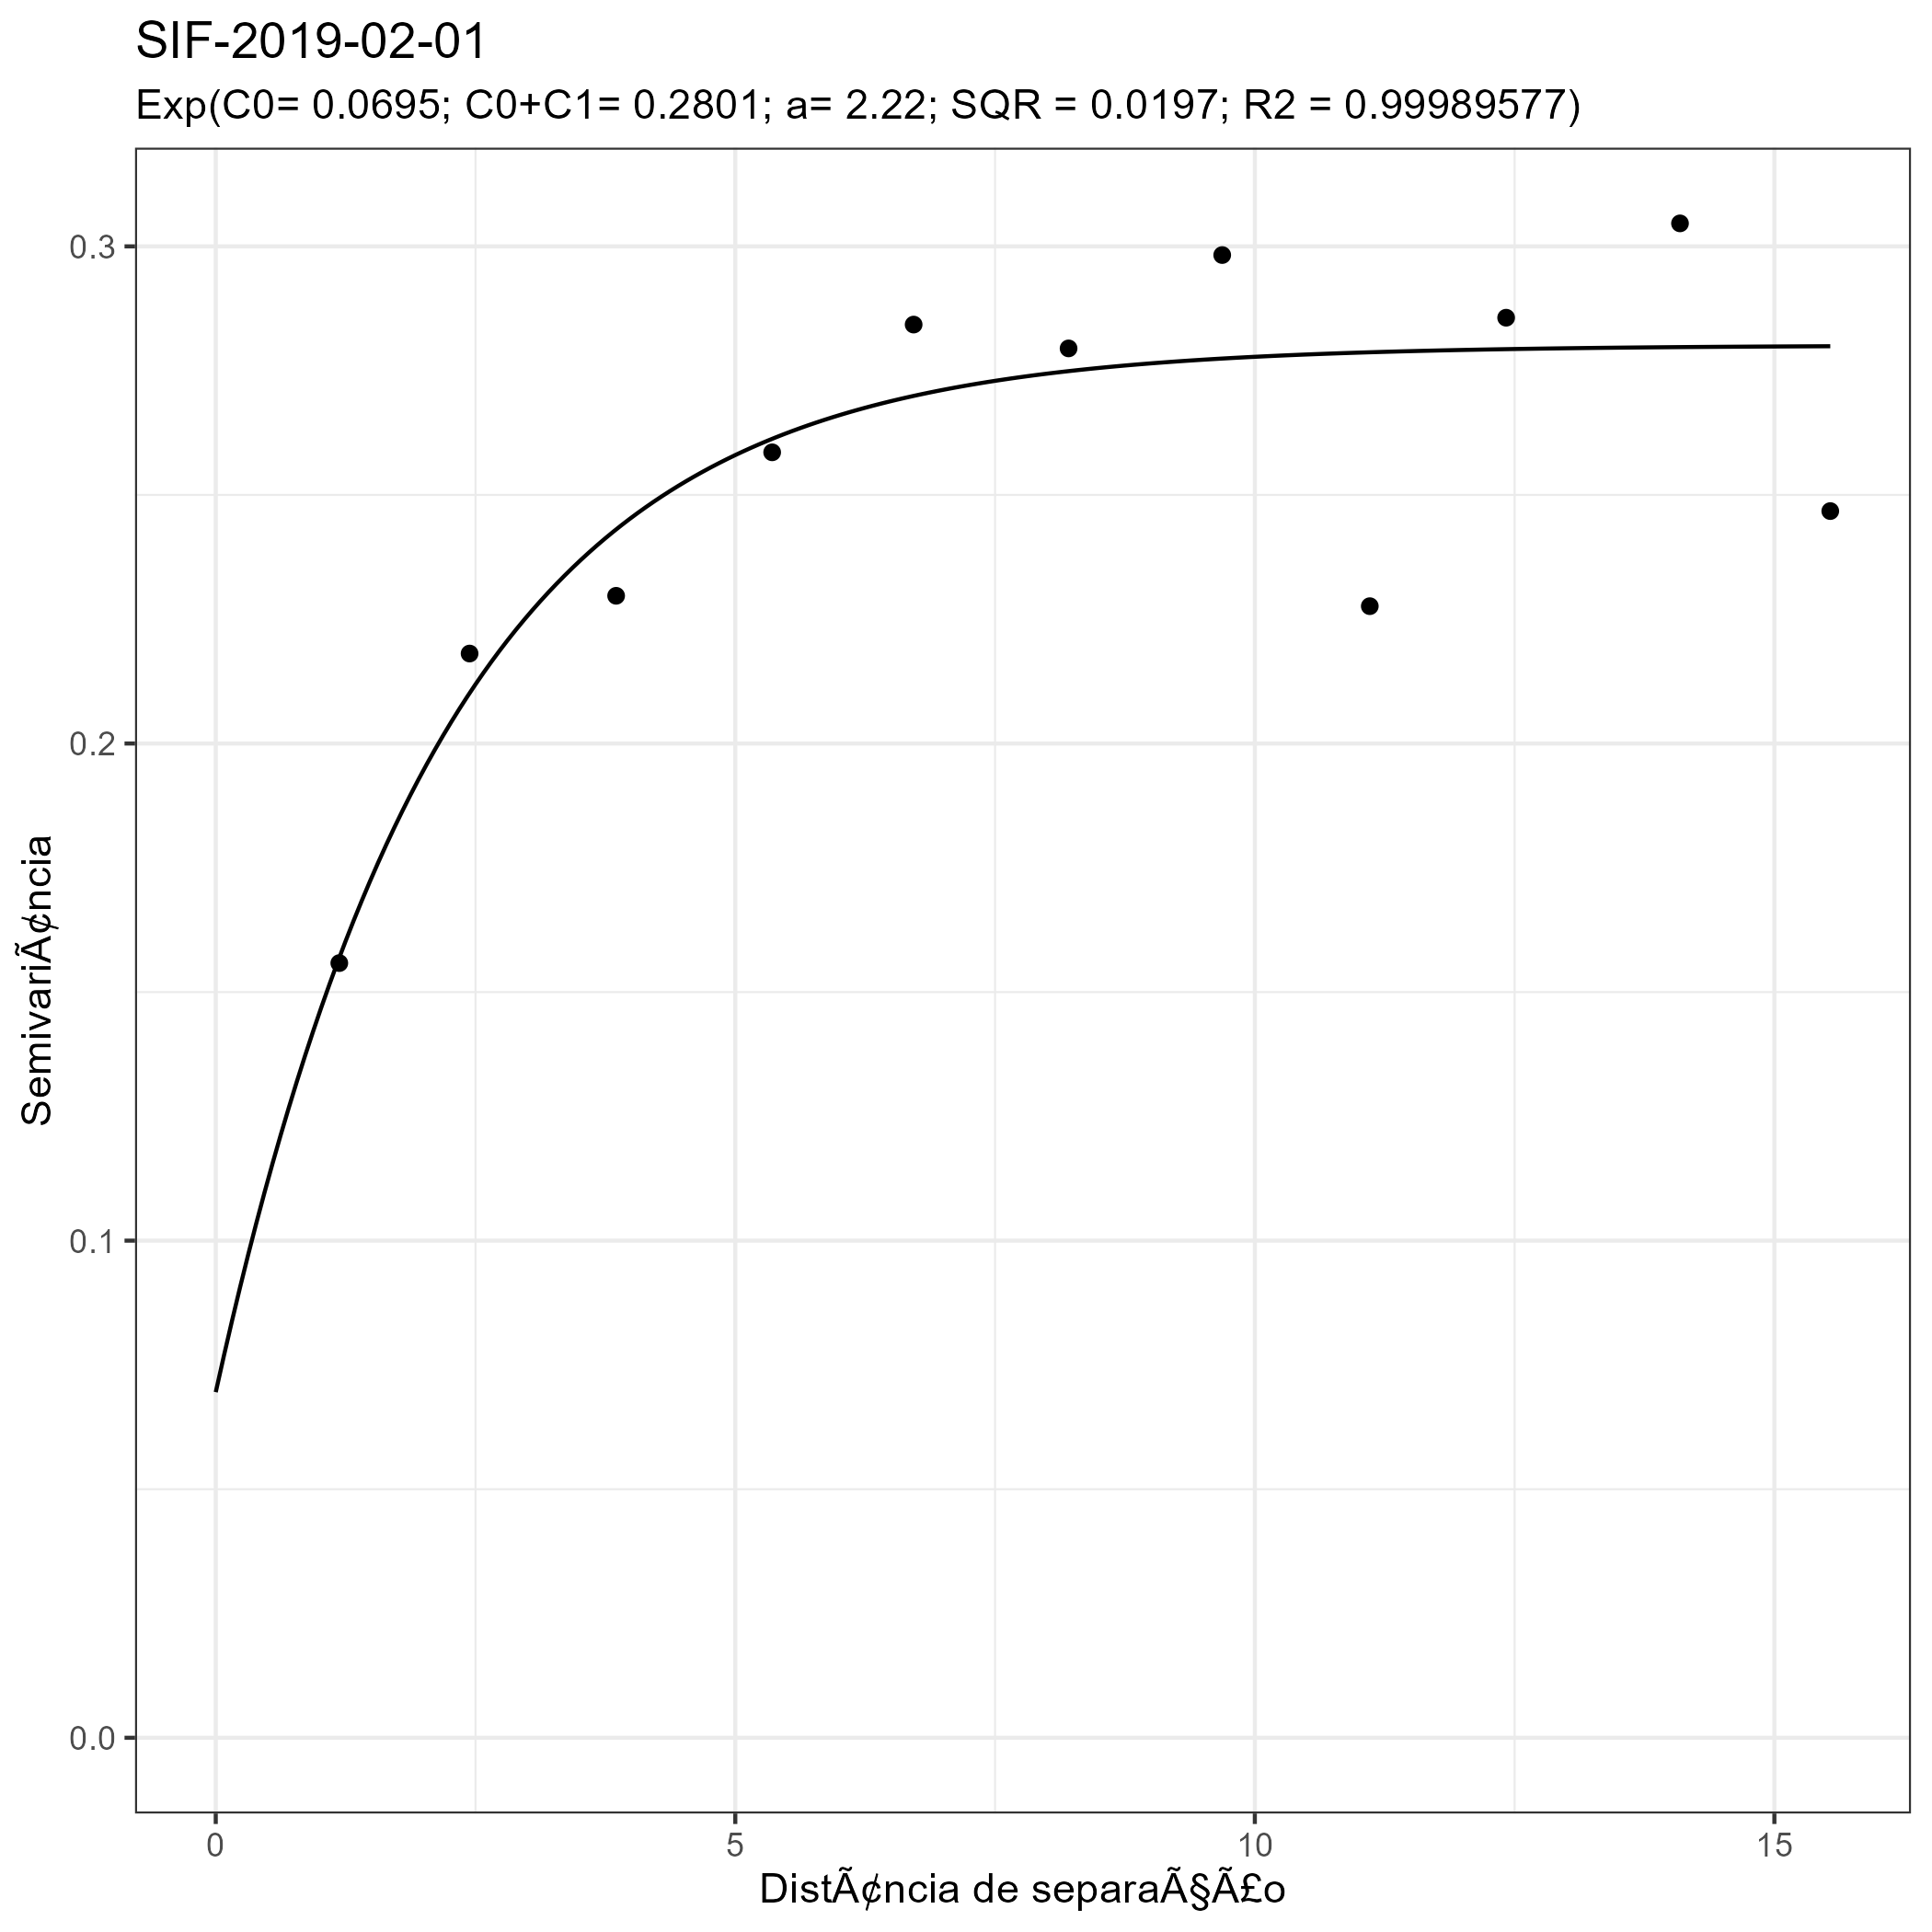 SIF-2019-02-01
Exp(C0= 0.0695; C0+C1= 0.2801; a= 2.22; SQR = 0.0197; R2 = 0.99989577)
SemivariÃ¢ncia
0.3
0.2
0.1
0.0
0 5 10 15
DistÃ¢ncia de separaÃ§Ã£o